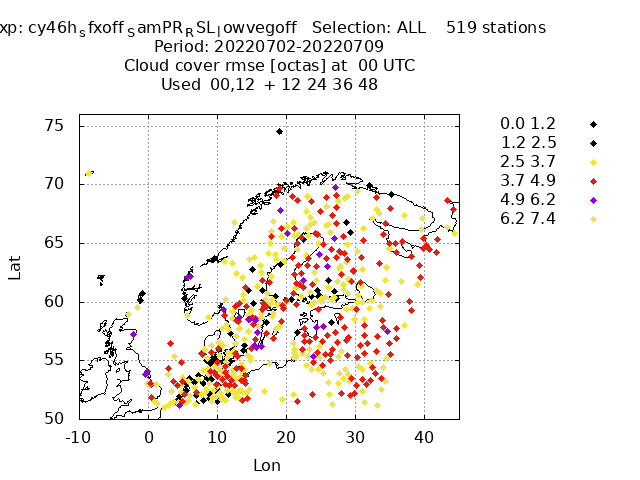 xp: cy46h_sfxoff_samPR_RSL_lowvegoff Selection: ALL 519 stations
Period: 20220702-20220709
Cloud cover rmse [octas] at 00 UTC
Used 00,12 + 12 24 36 48
0.0 1.2
1.2 2.5
2.5 3.7
3.7 4.9
4.9 6.2
6.2 7.4
75
70
65
60
55
50
Lat
-10 0 10 20 30 40
Lon